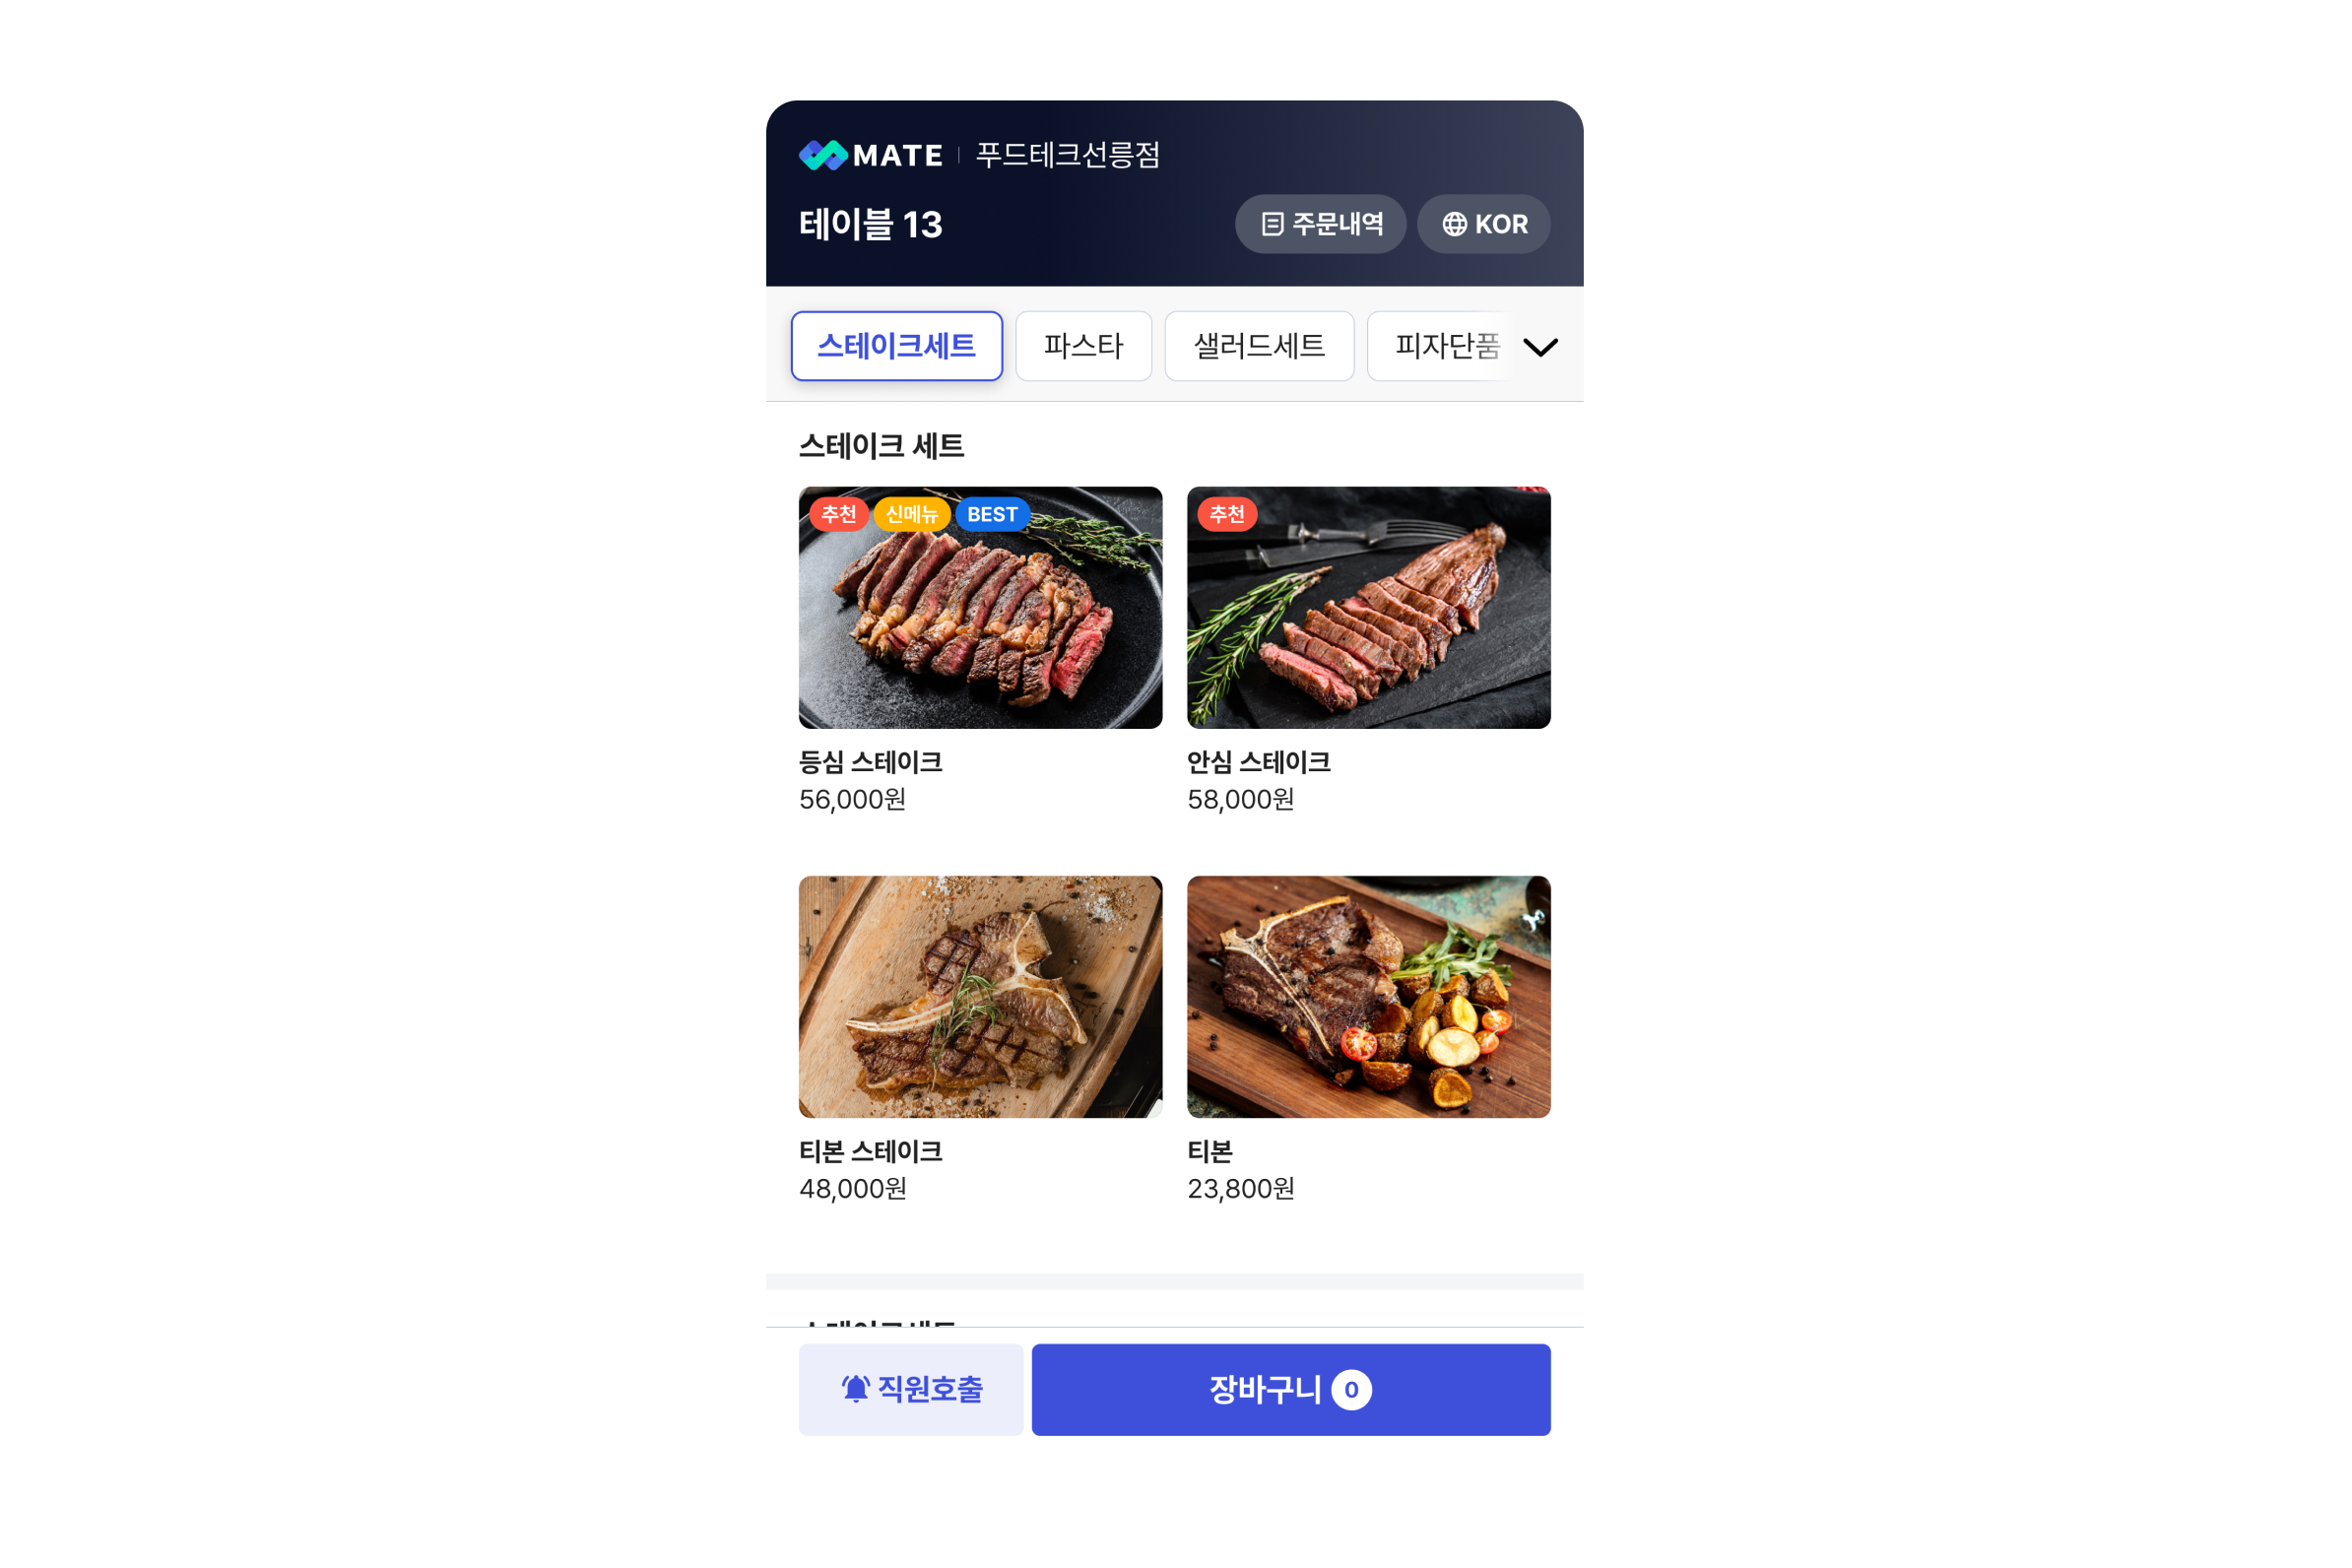 MATE 푸드테크선릉점
테이블 13
주문내역
KOR
스테이크세트
파스타
샐러드세트
피자단품
스테이크 세트
추천 신메뉴 BEST
추천
등심 스테이크
56,000원
안심 스테이크
58,000원
티본 스테이크
48,000원
티본
23,800원
직원호출
장바구니 0